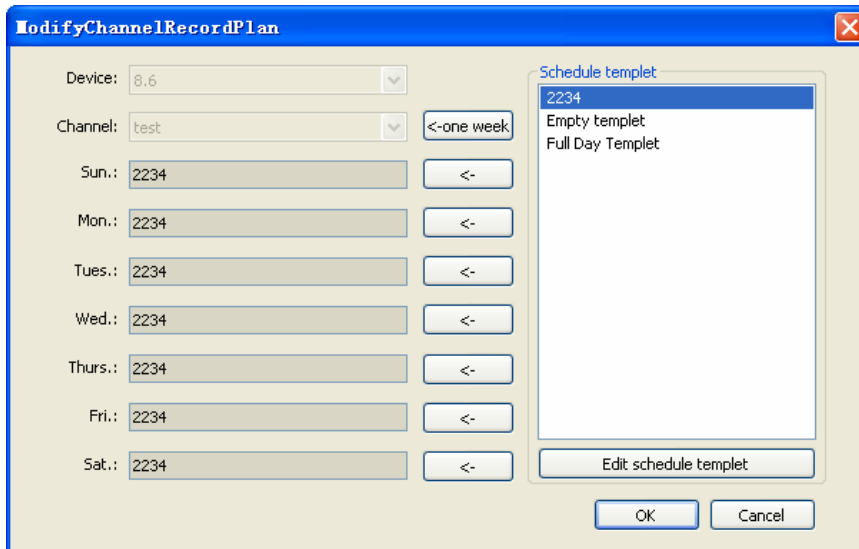 ModifyChannelRecordPlan
Device: 8.6
Channel: test <-one week
Sun.: 2234 <-
Mon.: 2234 <-
Tues.: 2234 <-
Wed.: 2234 <-
Thurs.: 2234 <-
Fri.: 2234 <-
Sat.: 2234 <-
Schedule templet
2234
Empty templet
Full Day Templet
Edit schedule templet
OK Cancel